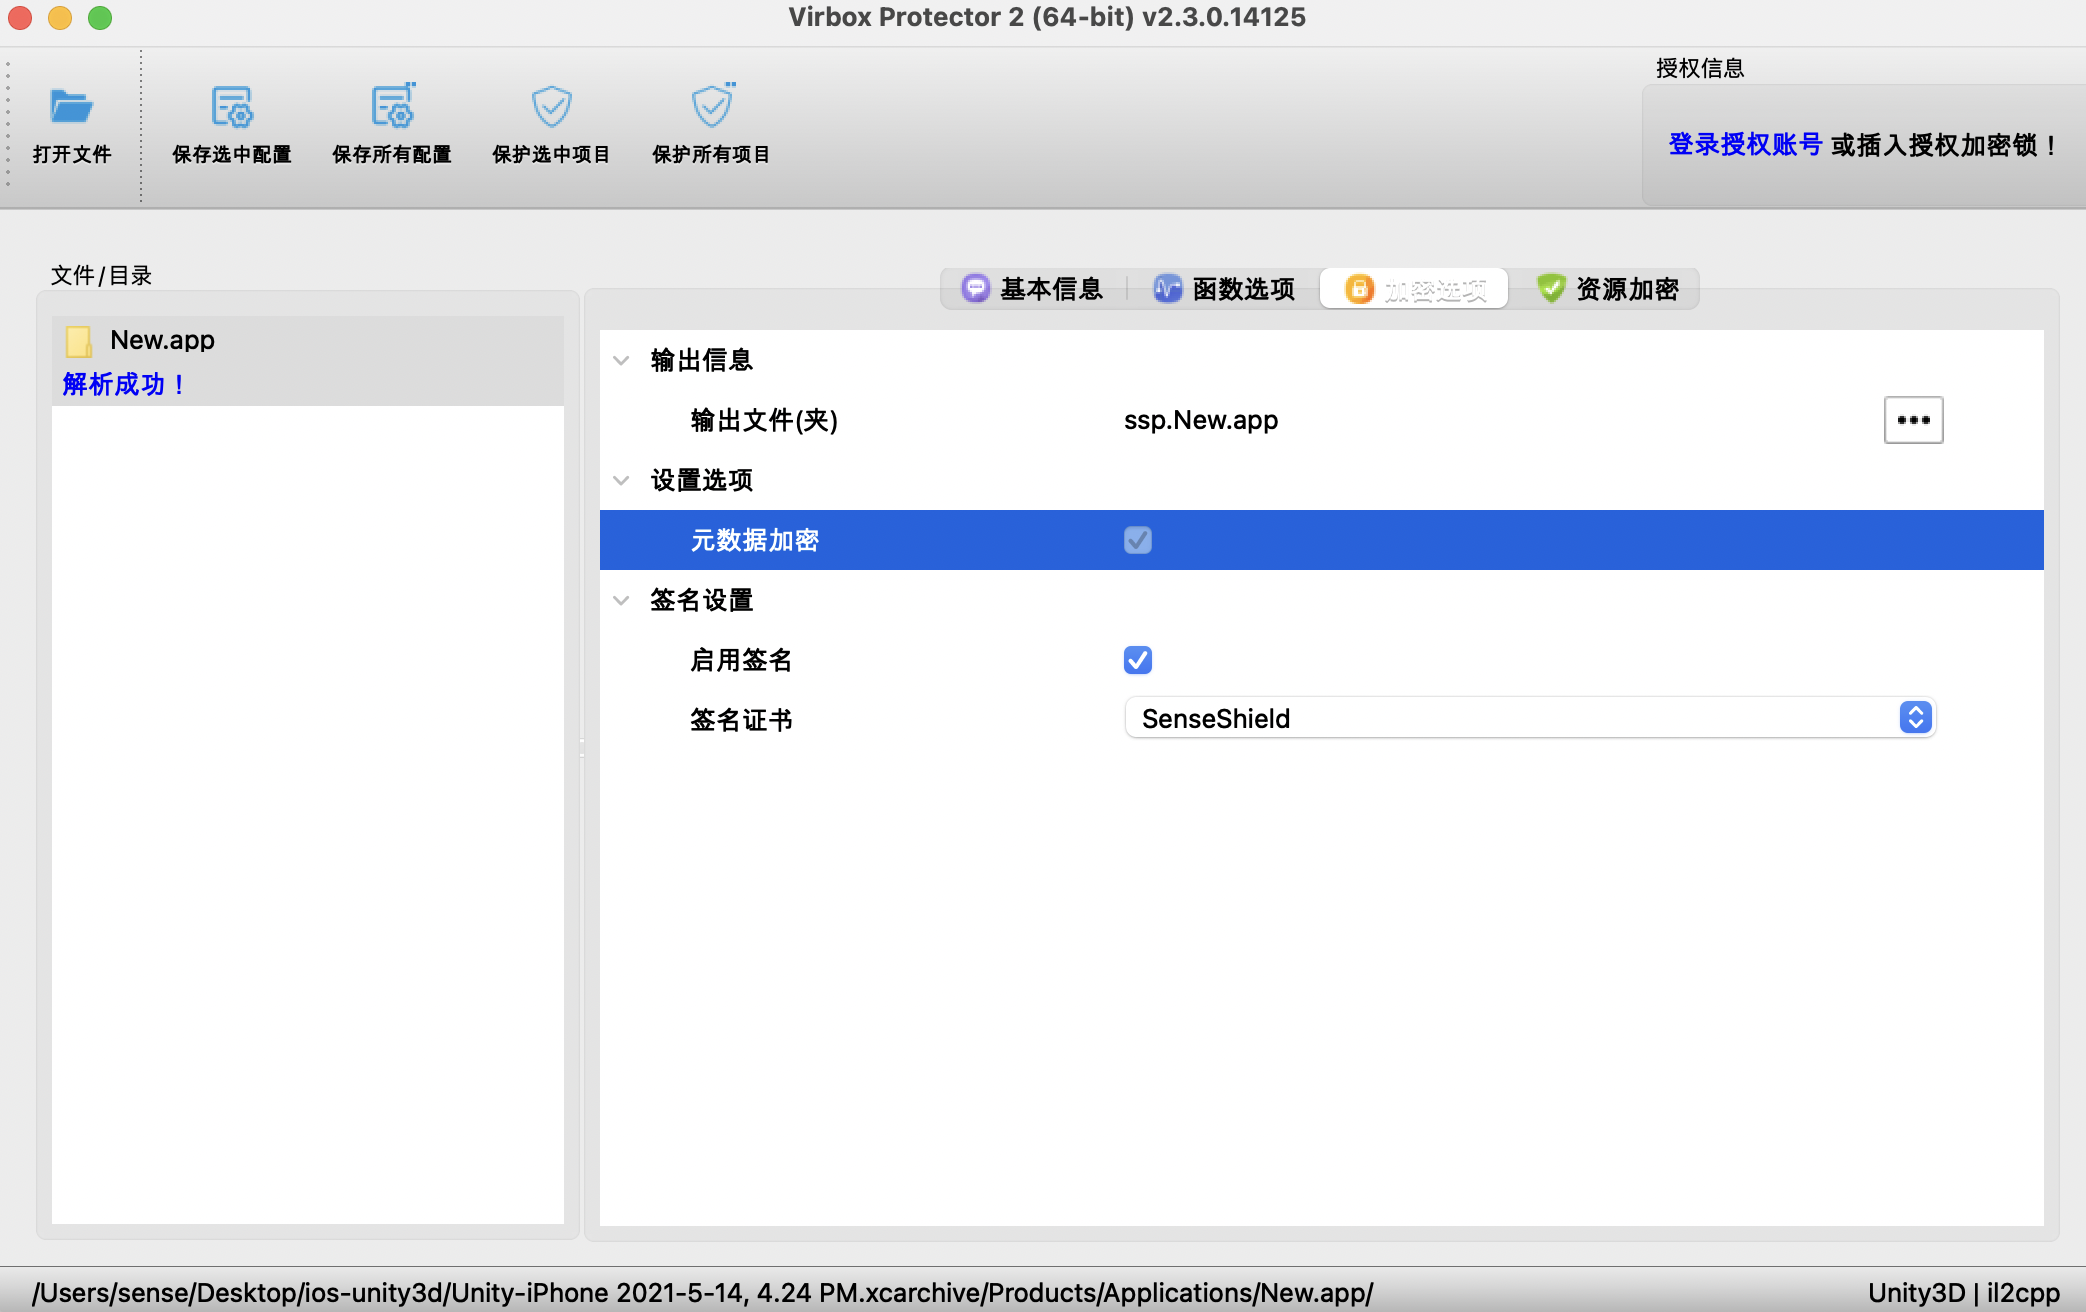 Virbox Protector 2 (64-bit) v2.3.0.14125
授权信息
打开文件
保存选中配置
保存所有配置
保护选中项目
保护所有项目
登录授权账号 或插入授权加密锁！
文件/目录
基本信息
函数选项
加密选项
资源加密
New.app
解析成功！
输出信息
输出文件(夹)
ssp.New.app
设置选项
元数据加密
签名设置
启用签名
签名证书
SenseShield
/Users/sense/Desktop/ios-unity3d/Unity-iPhone 2021-5-14, 4.24 PM.xcarchive/Products/Applications/New.app/
Unity3D | il2cpp